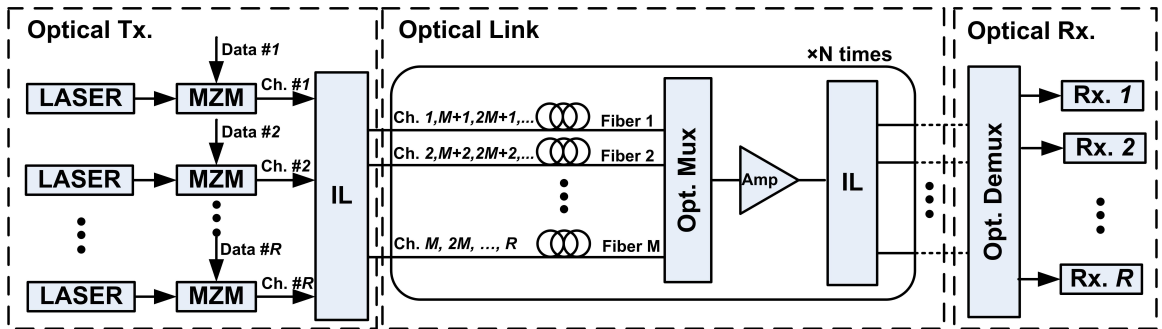 Optical Tx.
Data #1
LASER
MZM
Ch. #1
Data #2
LASER
MZM
Ch. #2
Data #R
LASER
MZM
Ch. #R
IL
Optical Link
×N times
Ch. 1,M+1,2M+1,...
Fiber 1
Ch. 2,M+2,2M+2,...
Fiber 2
Ch. M, 2M, ..., R
Fiber M
Opt. Mux
Amp
IL
Optical Rx.
Opt. Demux
Rx. 1
Rx. 2
Rx. R